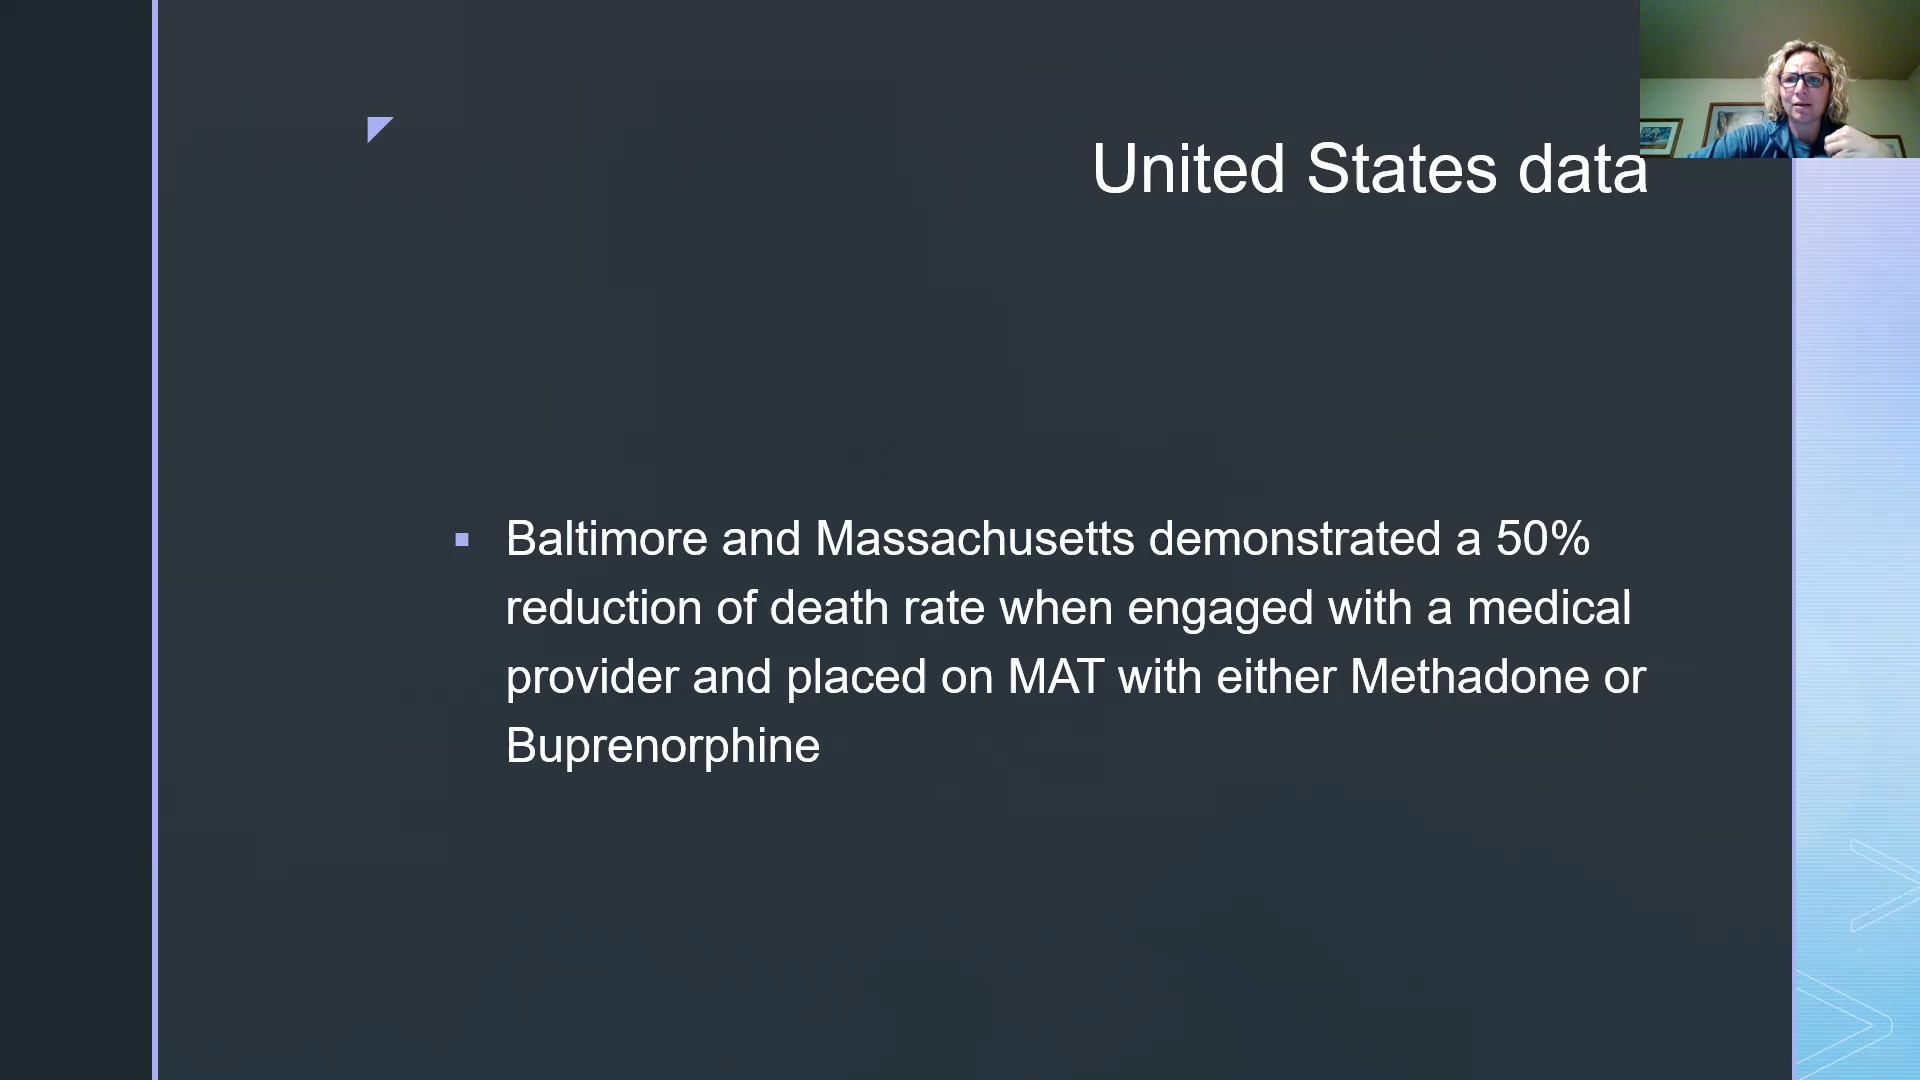 United States data
Baltimore and Massachusetts demonstrated a 50%
reduction of death rate when engaged with a medical
provider and placed on MAT with either Methadone or
Buprenorphine